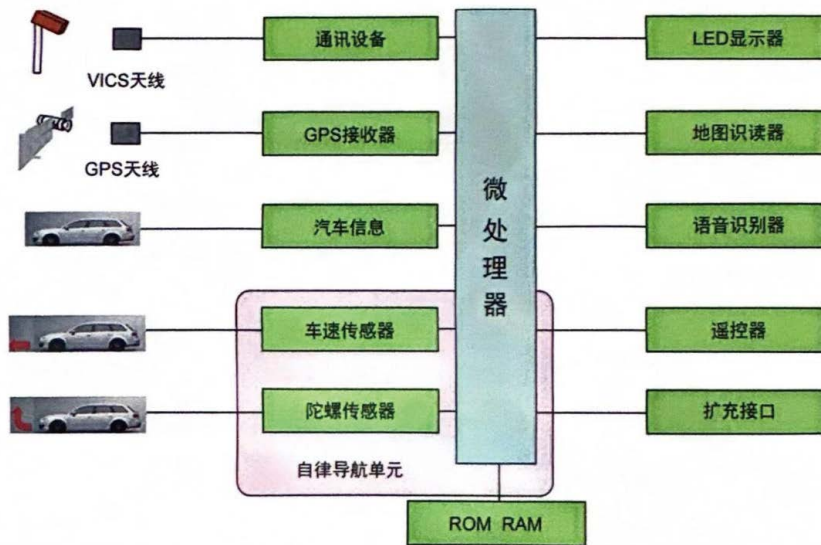 VICS天线
通讯设备
LED显示器
GPS天线
GPS接收器
地图识读器
汽车信息
语音识别器
微处理器
车速传感器
遥控器
陀螺传感器
扩充接口
自律导航单元
ROM RAM